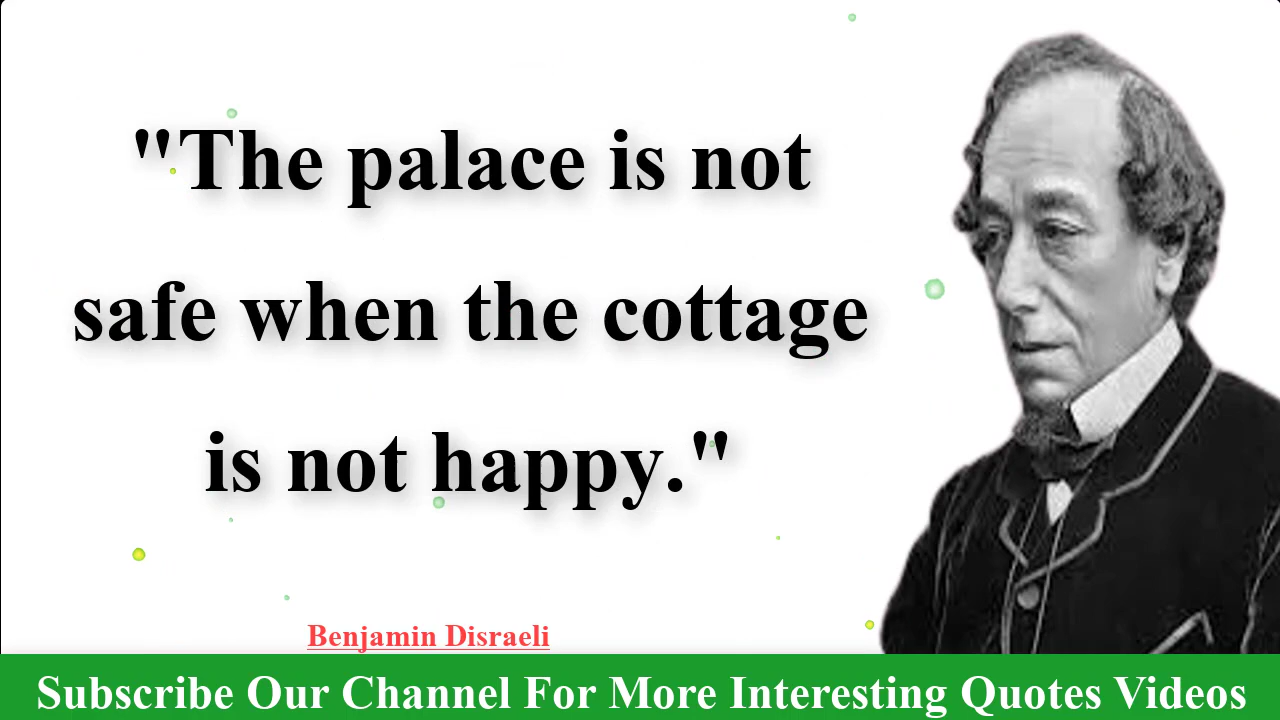 "The palace is not
safe when the cottage
is not happy."
Benjamin Disraeli
Subscribe Our Channel For More Interesting Quotes Videos